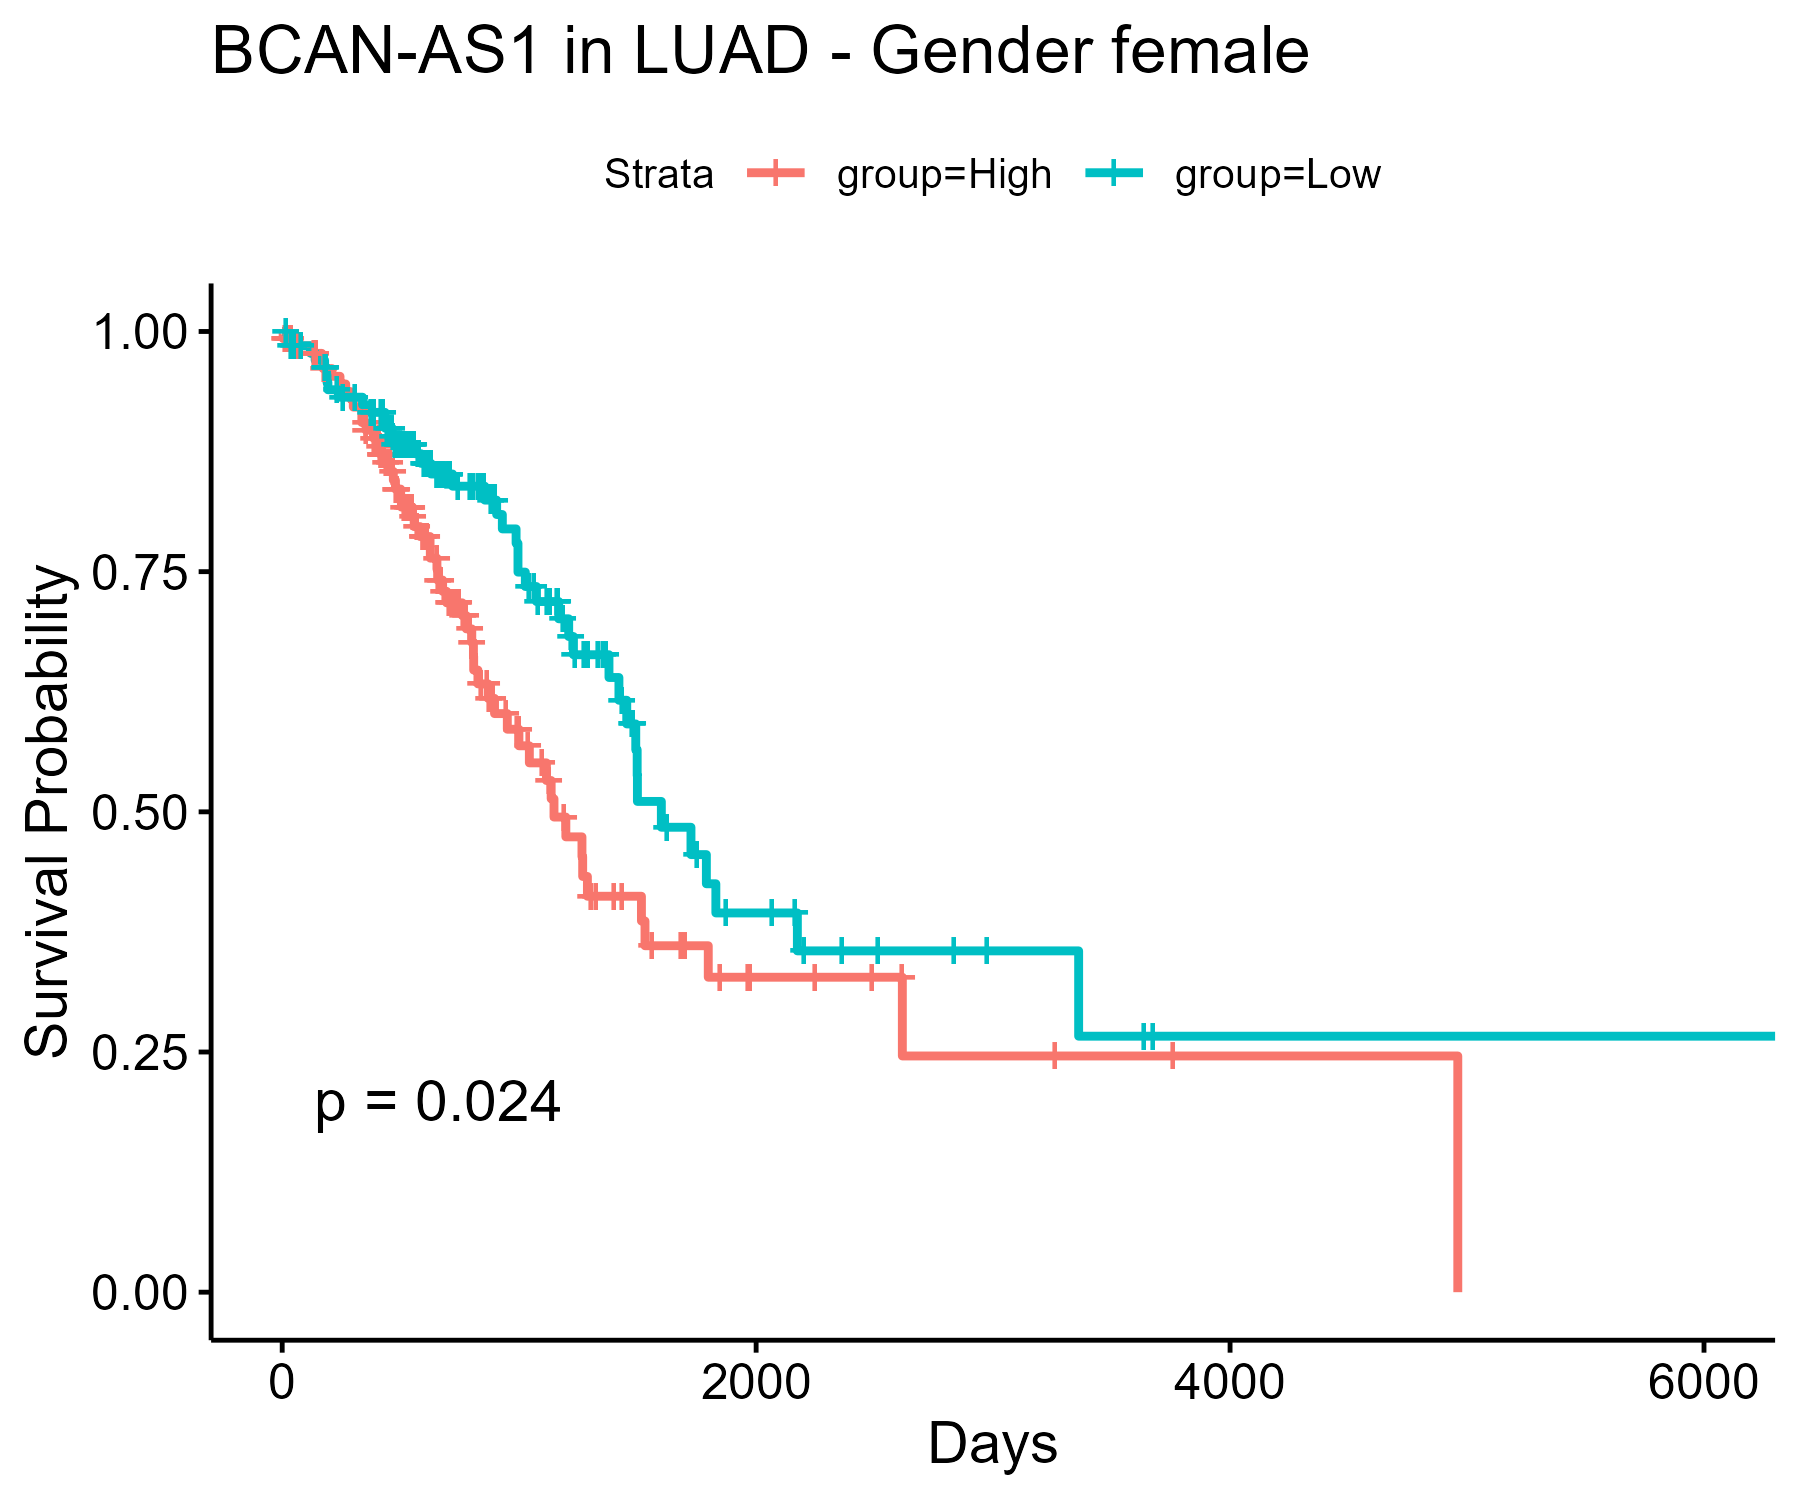 BCAN-AS1 in LUAD - Gender female
Strata group=High group=Low
Survival Probability
1.00
0.75
0.50
0.25
0.00
p = 0.024
0 2000 4000 6000
Days